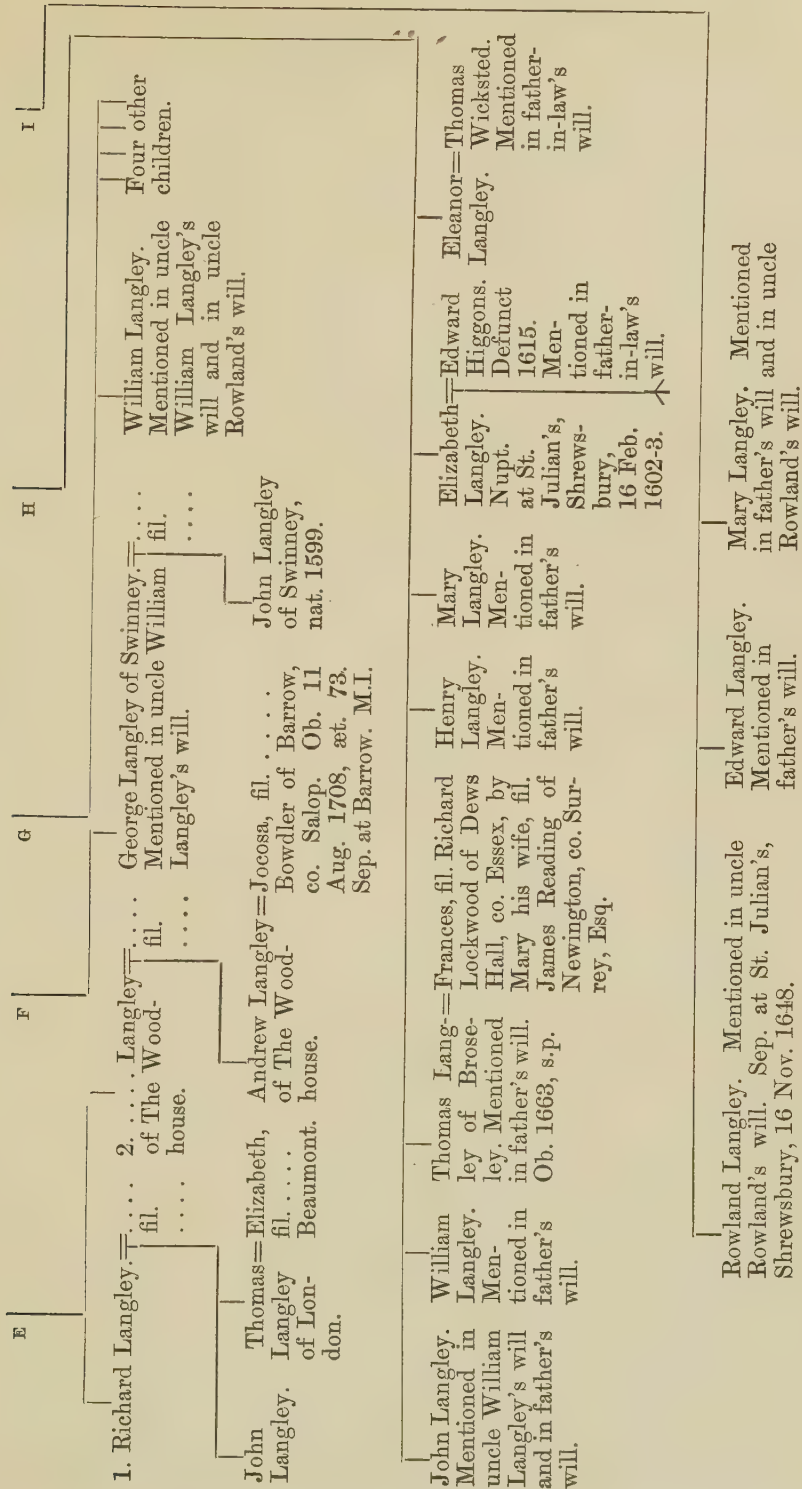 E
F
G
H
I
1. Richard Langley.=....
fil.
....
2. .... Langley=....
of The Wood- fil.
house. ....
George Langley of Swinney.=....
Mentioned in uncle William fil.
Langley's will. ....
William Langley.
Mentioned in uncle
William Langley's
will and in uncle
Rowland's will.
Four other
children.
John
Langley.
Thomas=Elizabeth,
Langley fil.....
of Lon- Beaumont.
don.
Andrew Langley=Jocosa, fil. ....
of The Wood- Bowdler of Barrow,
house. co. Salop. Ob. 11
Aug. 1708, æt. 73.
Sep. at Barrow. M.I.
John Langley
of Swinney,
nat. 1599.
John Langley.
Mentioned in
uncle William
Langley's will
and in father's
will.
William
Langley.
Men-
tioned in
father's
will.
Thomas Lang-=Frances, fil. Richard
ley of Brose- Lockwood of Dews
ley. Mentioned Hall, co. Essex, by
in father's will. Mary his wife, fil.
Ob. 1663, s.p. James Reading of
Newington, co. Sur-
rey, Esq.
Henry
Langley.
Men-
tioned in
father's
will.
Mary
Langley.
Men-
tioned in
father's
will.
Elizabeth=Edward
Langley. Higgons.
Nupt. Defunct
at St. 1615.
Julian's, Men-
Shrews- tioned in
bury, father-
16 Feb. in-law's
1602-3. will.
Eleanor=Thomas
Langley. Wicksted.
Mentioned
in father-
in-law's
will.
Rowland Langley. Mentioned in uncle
Rowland's will. Sep. at St. Julian's,
Shrewsbury, 16 Nov. 1648.
Edward Langley.
Mentioned in
father's will.
Mary Langley. Mentioned
in father's will and in uncle
Rowland's will.